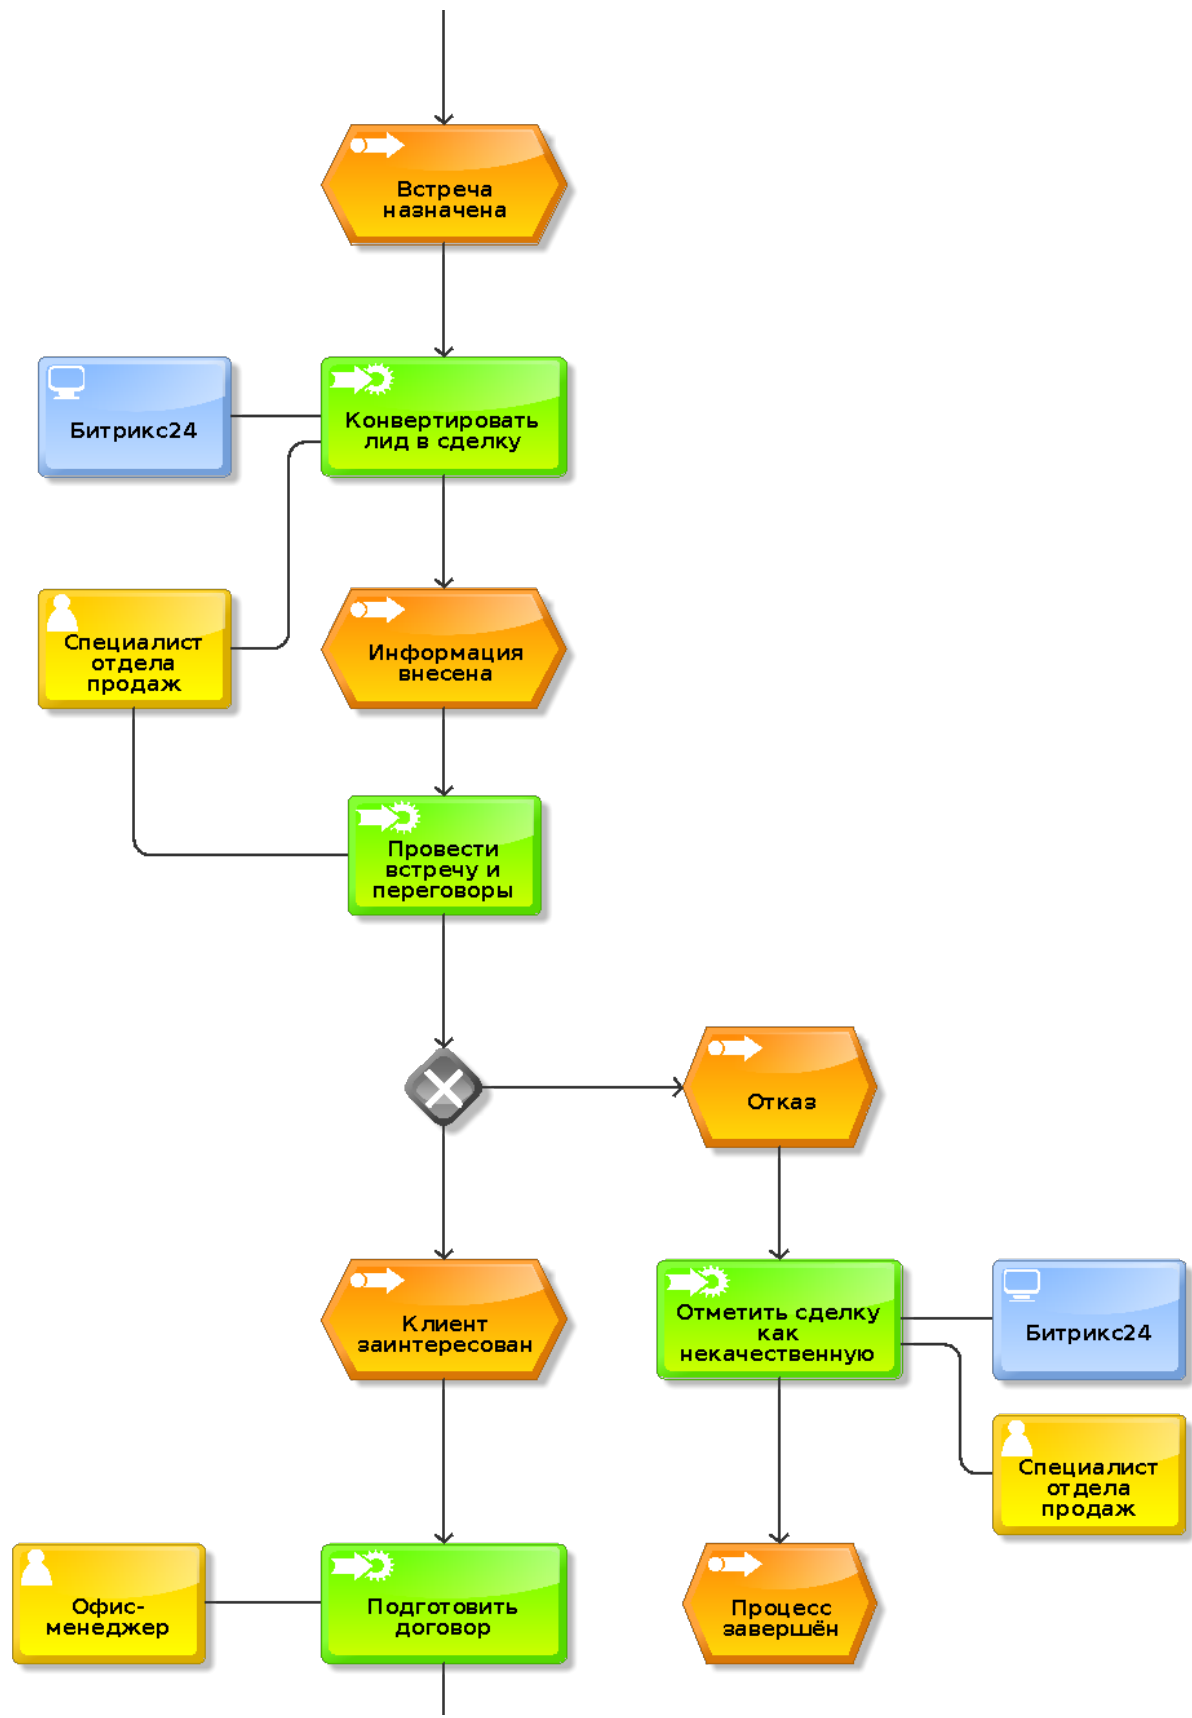 Встреча
назначена
Битрикс24
Конвертировать
лид в сделку
Специалист
отдела
продаж
Информация
внесена
Провести
встречу и
переговоры
Отказ
Клиент
заинтересован
Отметить сделку
как
некачественную
Битрикс24
Специалист
отдела
продаж
Офис-
менеджер
Подготовить
договор
Процесс
завершён